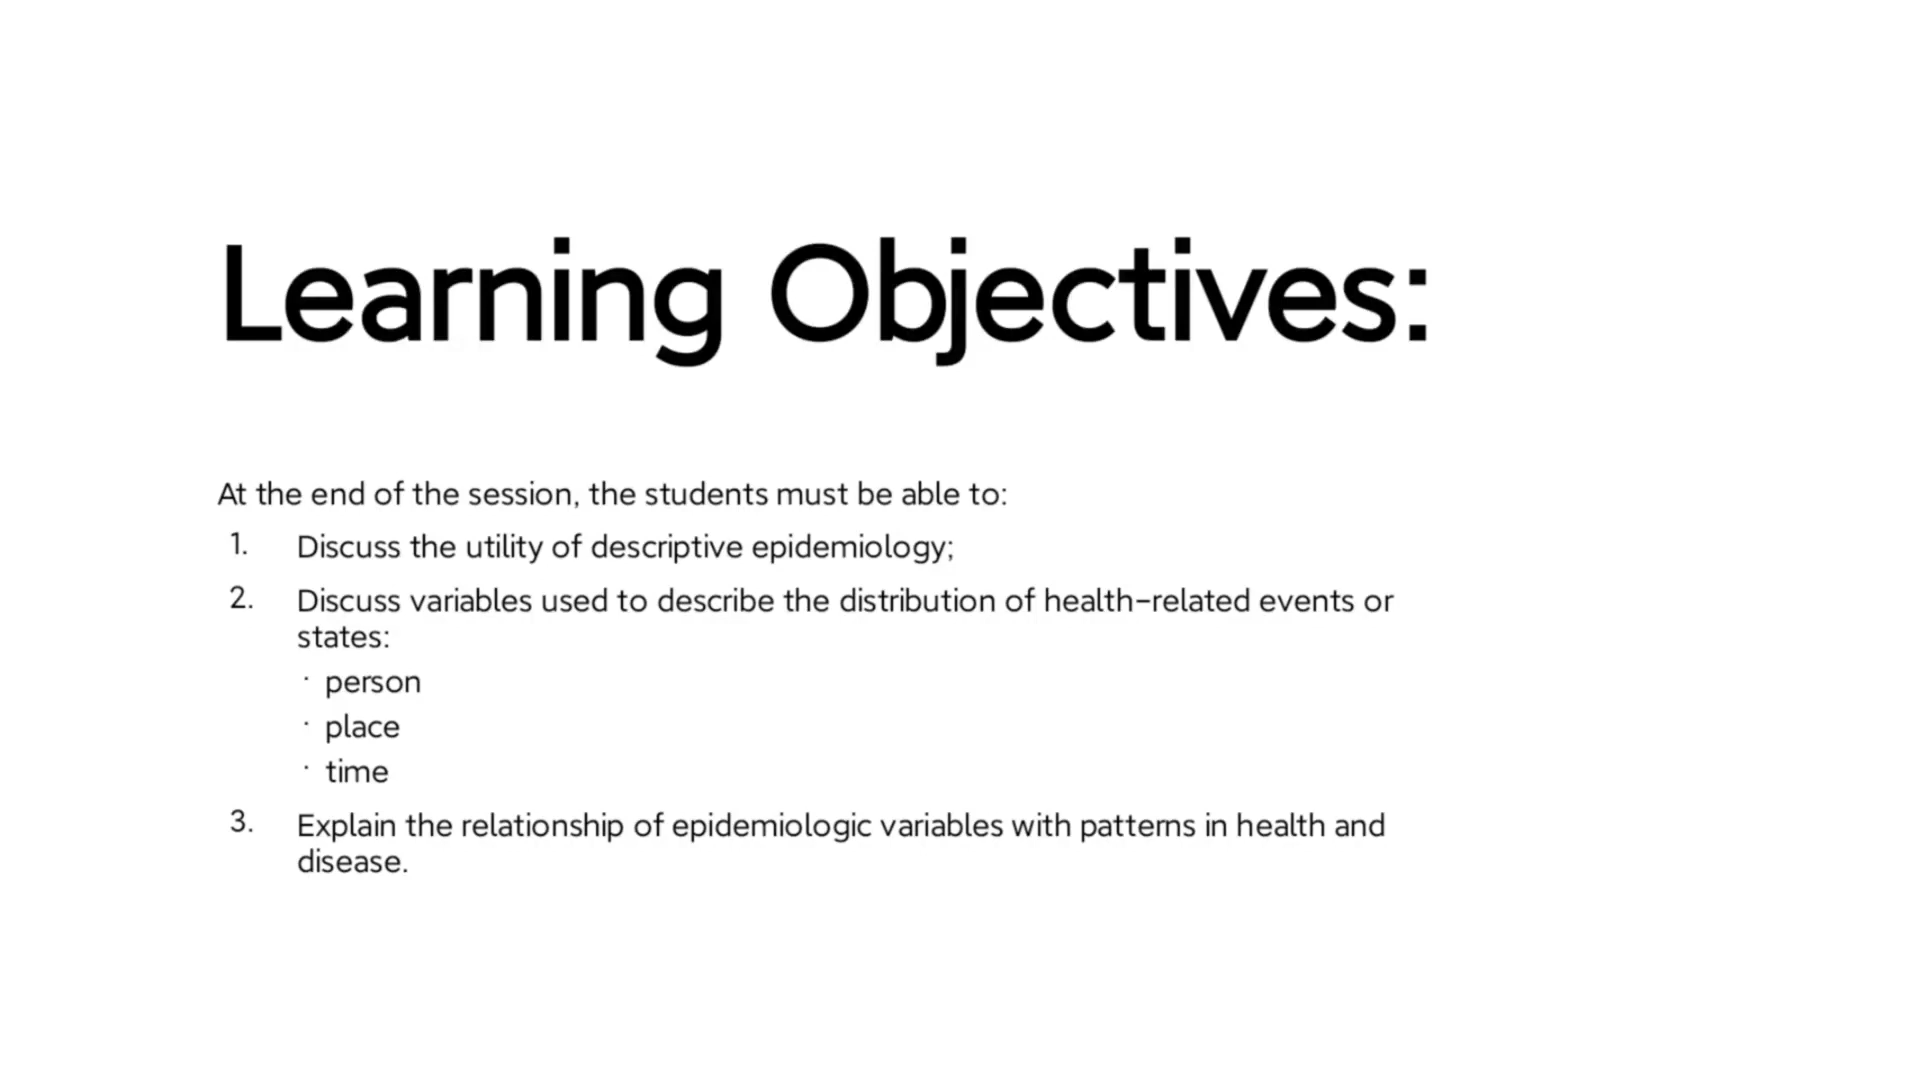 Learning Objectives:
At the end of the session, the students must be able to:
1. Discuss the utility of descriptive epidemiology;
2. Discuss variables used to describe the distribution of health-related events or
states:
· person
· place
· time
3. Explain the relationship of epidemiologic variables with patterns in health and
disease.